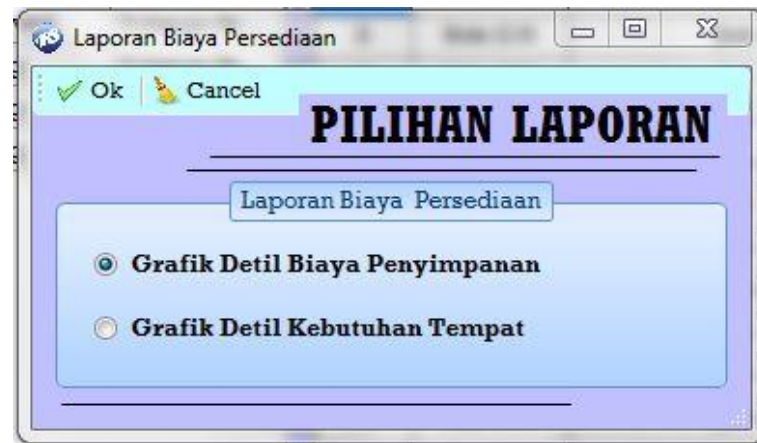 Laporan Biaya Persediaan
Ok Cancel
PILIHAN LAPORAN
Laporan Biaya Persediaan
Grafik Detil Biaya Penyimpanan
Grafik Detil Kebutuhan Tempat